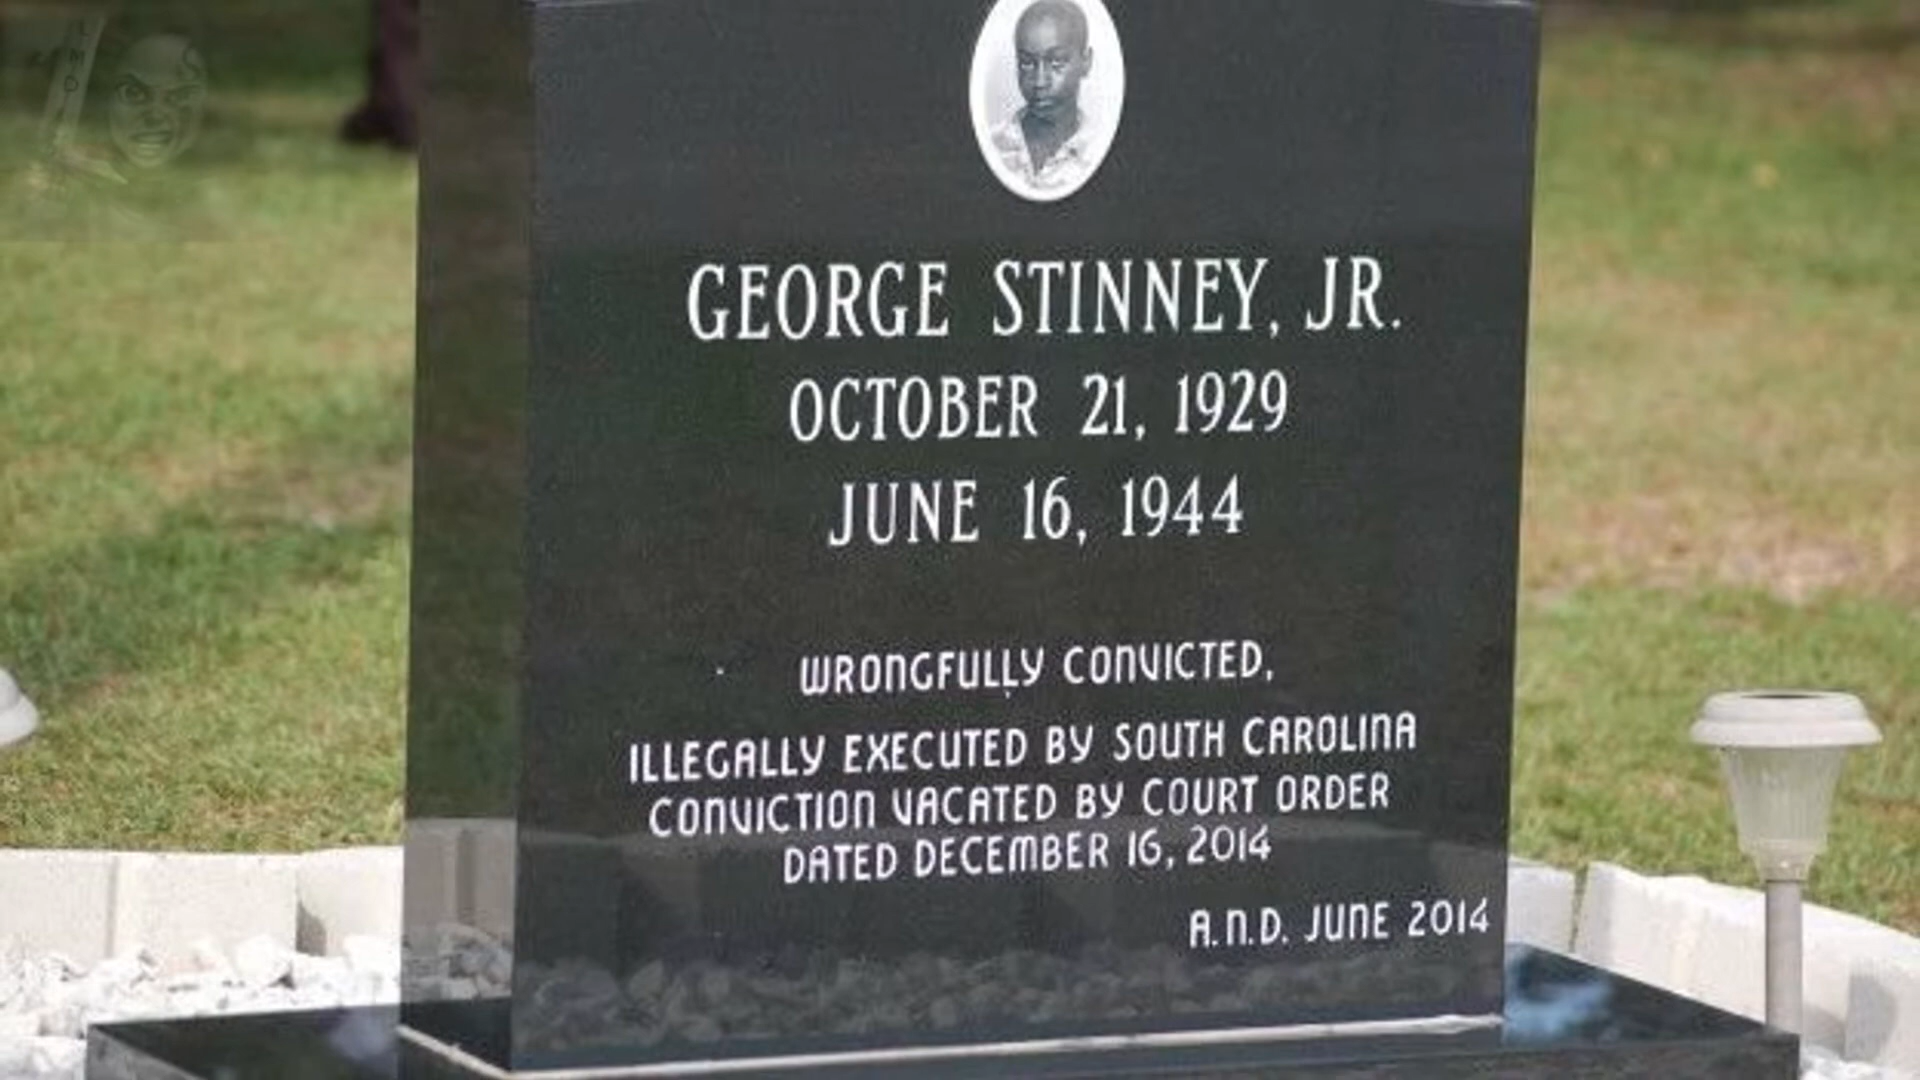 GEORGE STINNEY, JR.
OCTOBER 21, 1929
JUNE 16, 1944
WRONGFULLY CONVICTED,
ILLEGALLY EXECUTED BY SOUTH CAROLINA
CONVICTION VACATED BY COURT ORDER
DATED DECEMBER 16, 2014
A.N.D. JUNE 2014